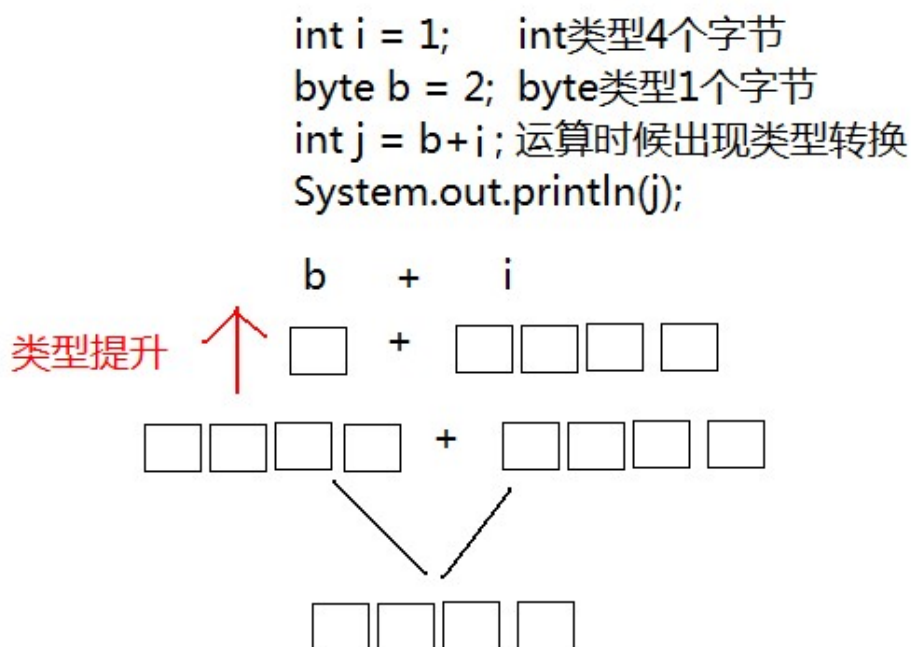 int i = 1; int类型4个字节
byte b = 2; byte类型1个字节
int j = b+i ; 运算时候出现类型转换
System.out.println(j);
b + i
类型提升 +
+